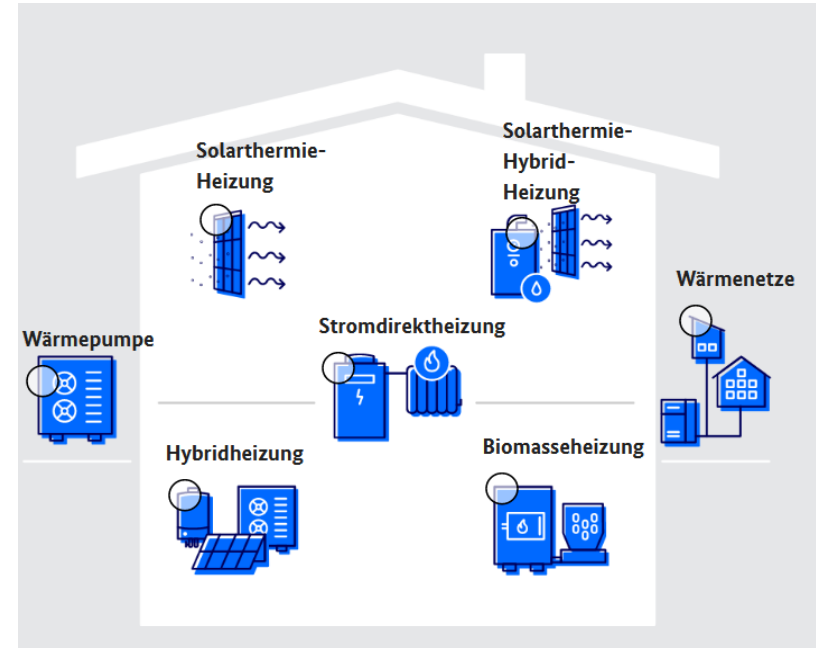 Solarthermie-
Heizung
Solarthermie-
Hybrid-
Heizung
Wärmenetze
Stromdirektheizung
Wärmepumpe
Hybridheizung
Biomasseheizung